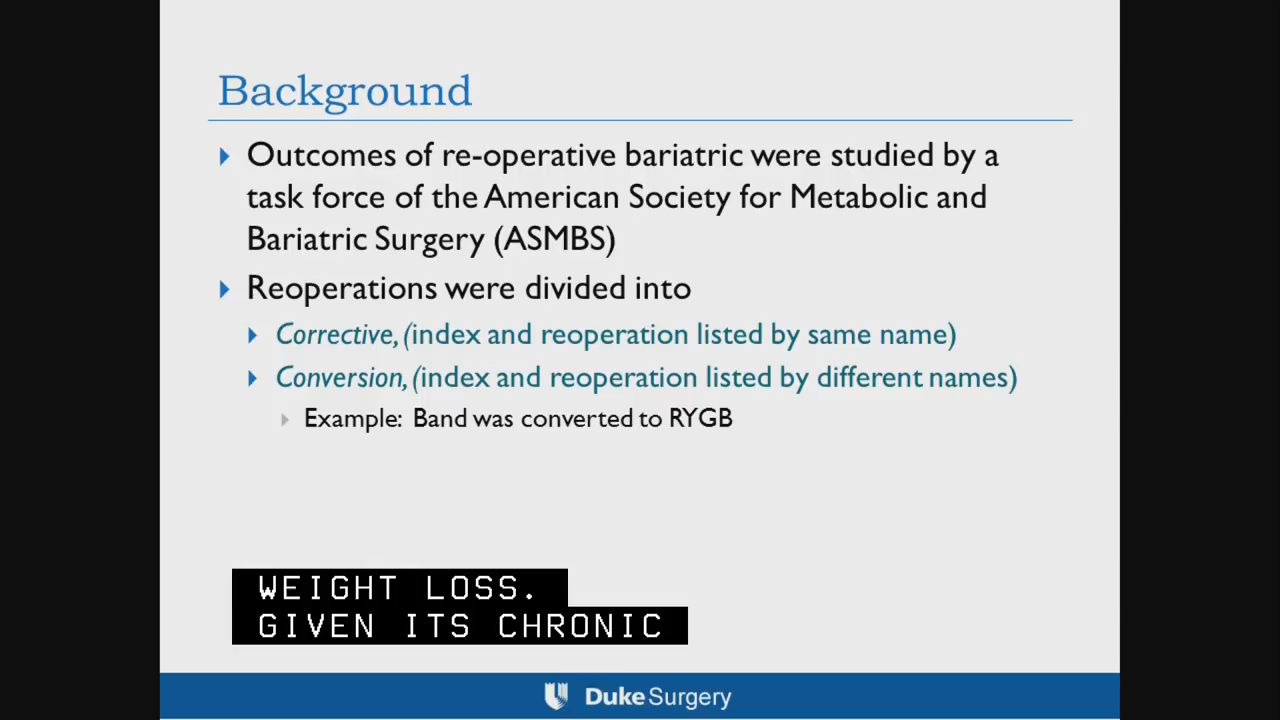 Background
Outcomes of re-operative bariatric were studied by a
task force of the American Society for Metabolic and
Bariatric Surgery (ASMBS)
Reoperations were divided into
Corrective, (index and reoperation listed by same name)
Conversion, (index and reoperation listed by different names)
Example: Band was converted to RYGB
WEIGHT LOSS.
GIVEN ITS CHRONIC
DukeSurgery